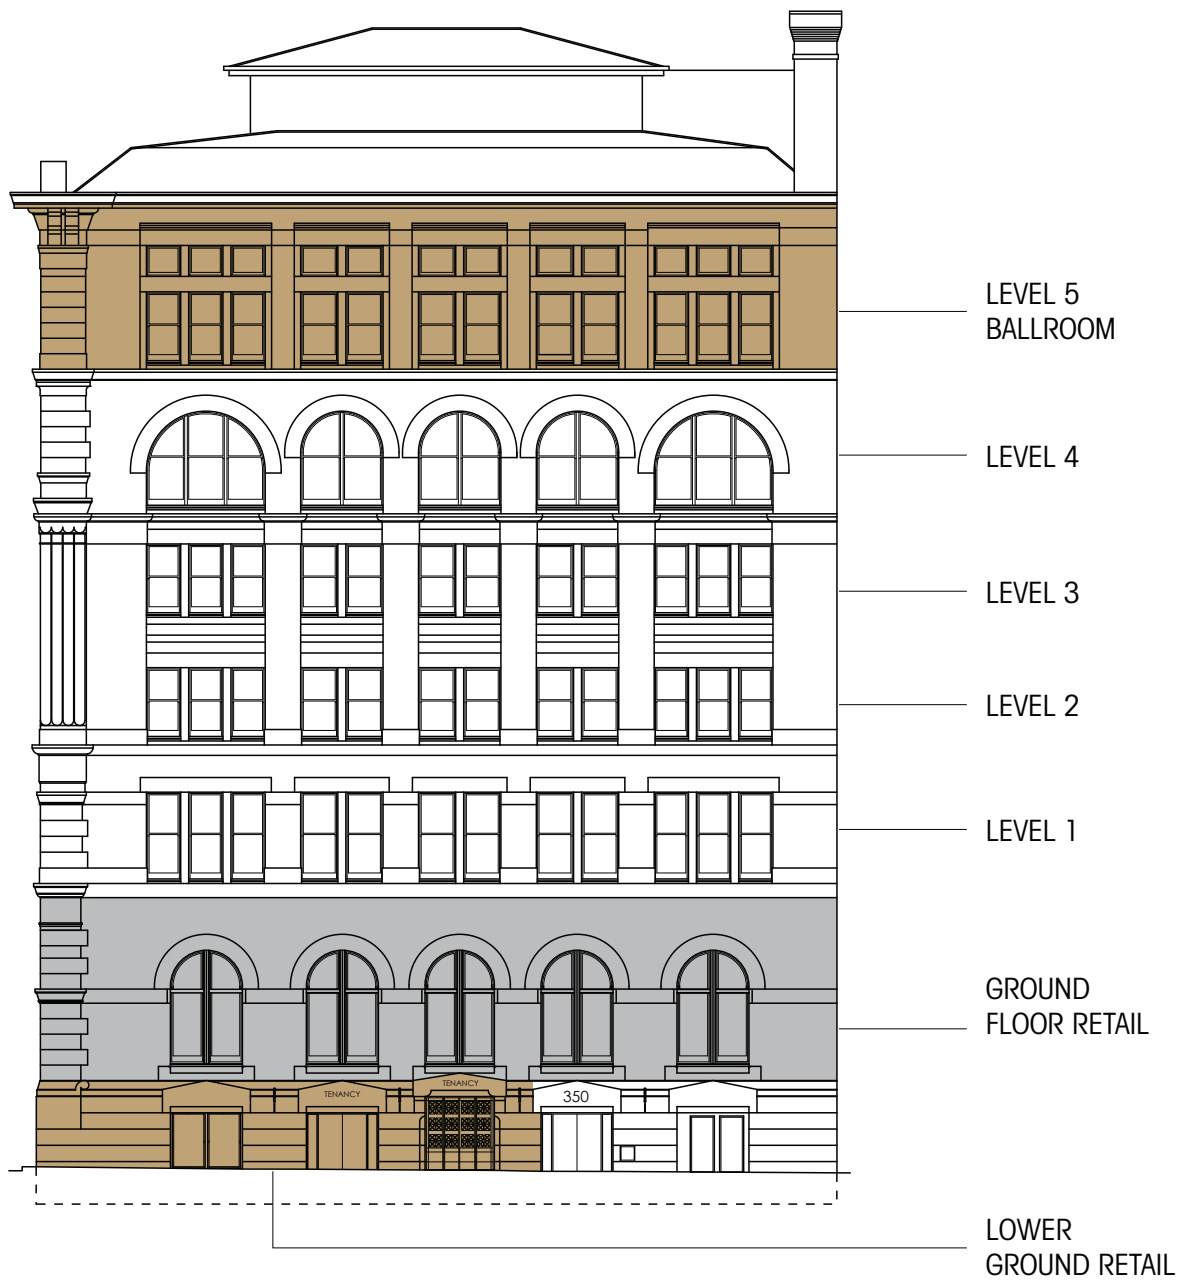 LEVEL 5
BALLROOM
LEVEL 4
LEVEL 3
LEVEL 2
LEVEL 1
GROUND
FLOOR RETAIL
TENANCY
TENANCY
350
LOWER
GROUND RETAIL